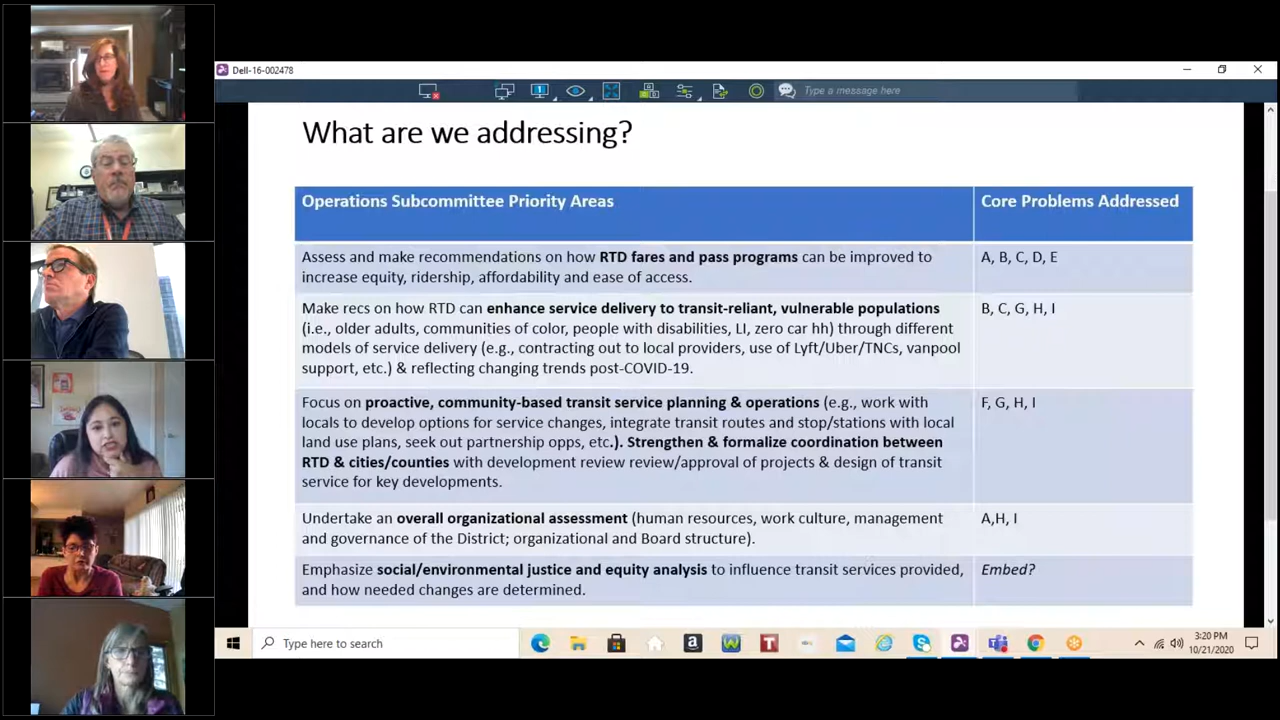 Dell-16-002478
Type a message here
What are we addressing?
Operations Subcommittee Priority Areas
Core Problems Addressed
Assess and make recommendations on how RTD fares and pass programs can be improved to
increase equity, ridership, affordability and ease of access.
A, B, C, D, E
Make recs on how RTD can enhance service delivery to transit-reliant, vulnerable populations
(i.e., older adults, communities of color, people with disabilities, LI, zero car hh) through different
models of service delivery (e.g., contracting out to local providers, use of Lyft/Uber/TNCs, vanpool
support, etc.) & reflecting changing trends post-COVID-19.
B, C, G, H, I
Focus on proactive, community-based transit service planning & operations (e.g., work with
locals to develop options for service changes, integrate transit routes and stop/stations with local
land use plans, seek out partnership opps, etc.). Strengthen & formalize coordination between
RTD & cities/counties with development review review/approval of projects & design of transit
service for key developments.
F, G, H, I
Undertake an overall organizational assessment (human resources, work culture, management
and governance of the District; organizational and Board structure).
A,H, I
Emphasize social/environmental justice and equity analysis to influence transit services provided,
and how needed changes are determined.
Embed?
Type here to search
3:20 PM
10/21/2020